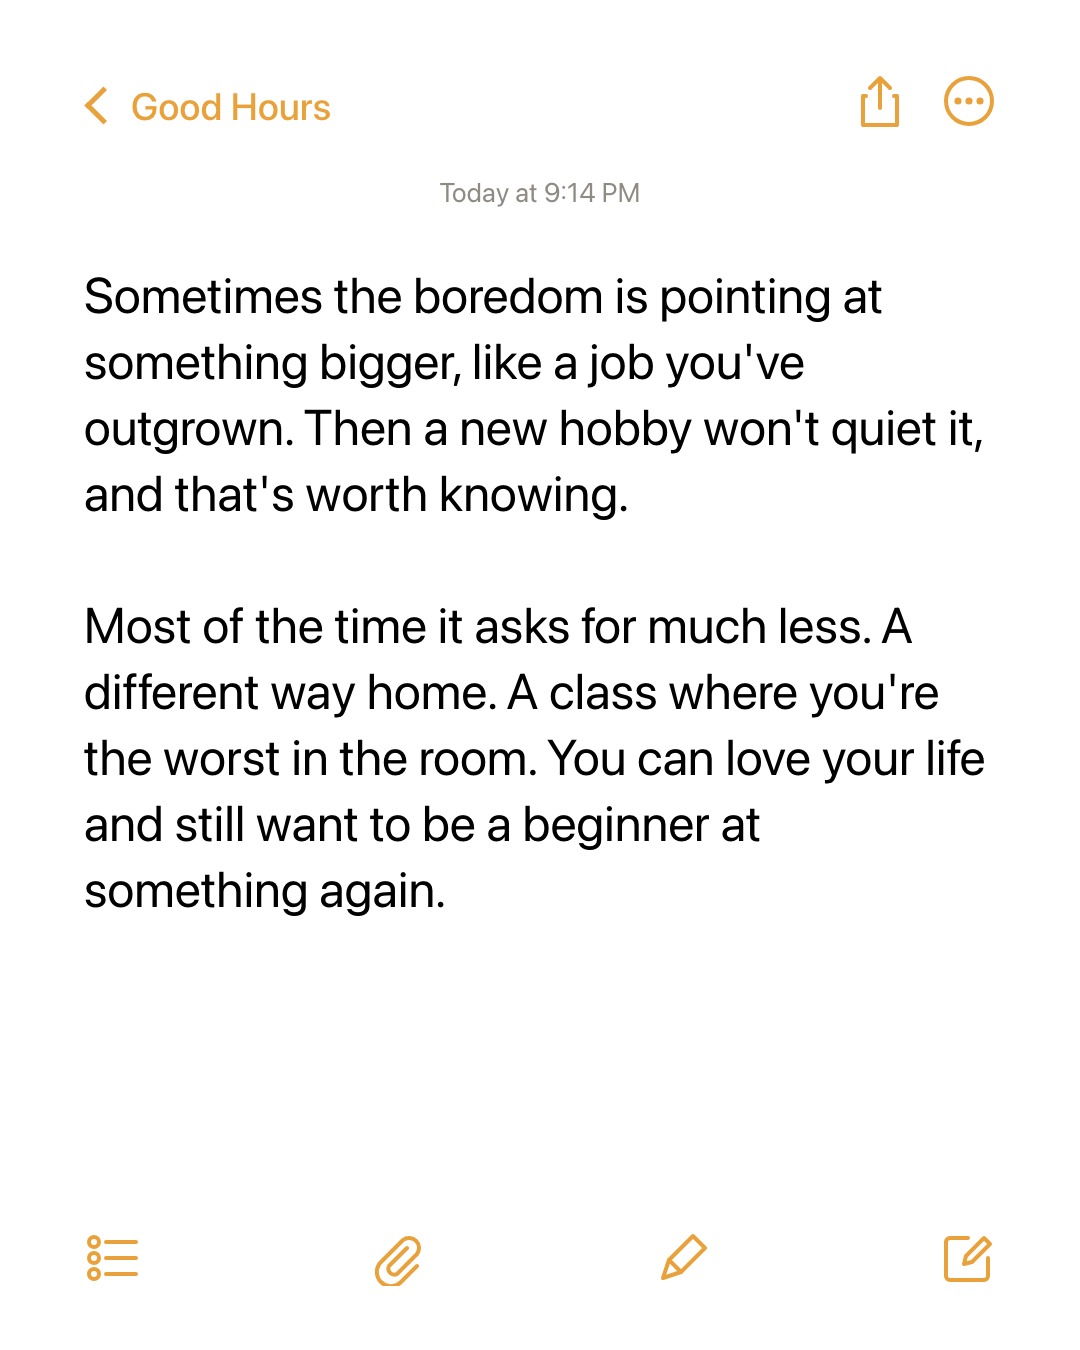 Good Hours
Today at 9:14 PM
Sometimes the boredom is pointing at
something bigger, like a job you've
outgrown. Then a new hobby won't quiet it,
and that's worth knowing.
Most of the time it asks for much less. A
different way home. A class where you're
the worst in the room. You can love your life
and still want to be a beginner at
something again.